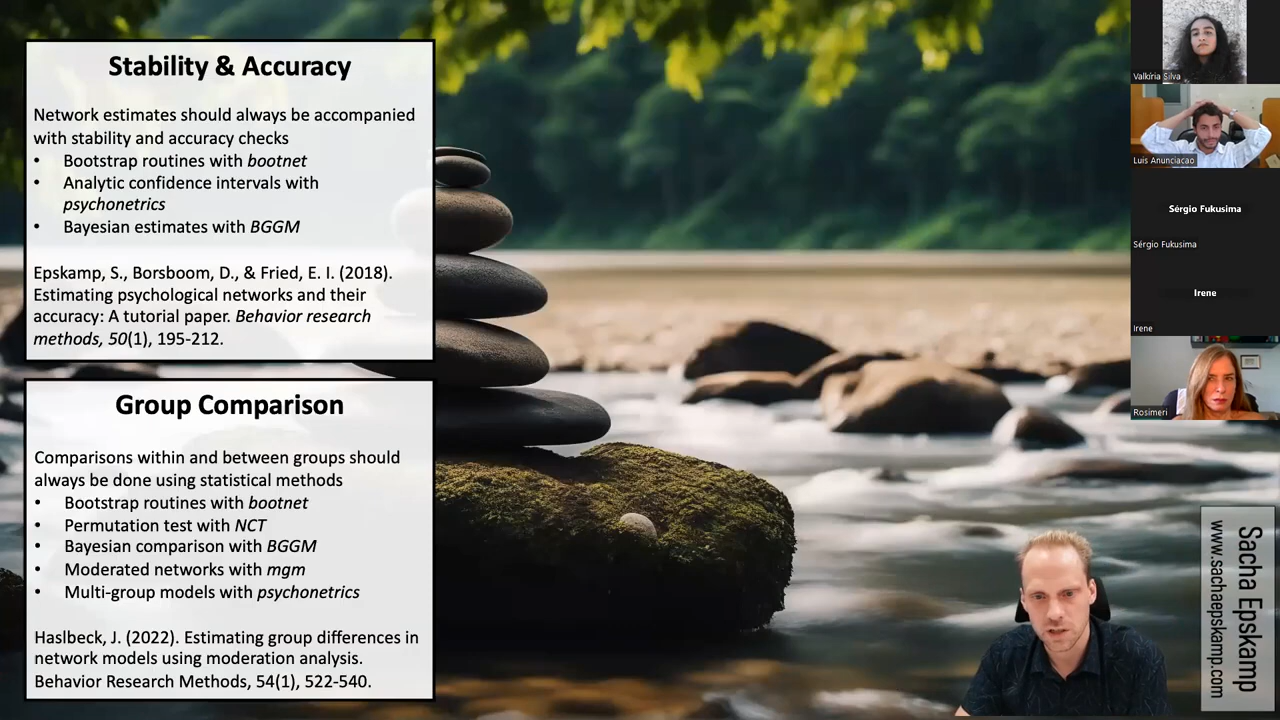 Stability & Accuracy
Network estimates should always be accompanied
with stability and accuracy checks
• Bootstrap routines with bootnet
• Analytic confidence intervals with
psychonetrics
• Bayesian estimates with BGGM
Epskamp, S., Borsboom, D., & Fried, E. I. (2018).
Estimating psychological networks and their
accuracy: A tutorial paper. Behavior research
methods, 50(1), 195-212.
Group Comparison
Comparisons within and between groups should
always be done using statistical methods
• Bootstrap routines with bootnet
• Permutation test with NCT
• Bayesian comparison with BGGM
• Moderated networks with mgm
• Multi-group models with psychonetrics
Haslbeck, J. (2022). Estimating group differences in
network models using moderation analysis.
Behavior Research Methods, 54(1), 522-540.
Valkíria Silva
Luis Anunciacao
Sérgio Fukusima
Sérgio Fukusima
Irene
Irene
Rosimeri
Sacha Epskamp
www.sachaepskamp.com